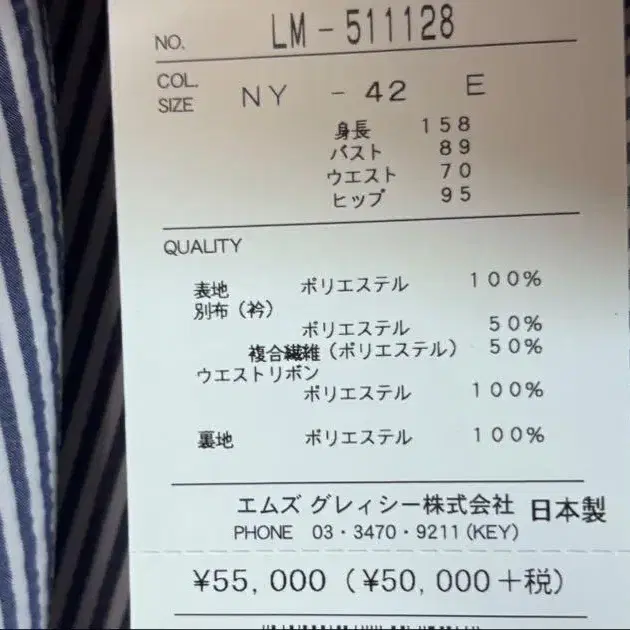 NO. LM-511128
COL.
SIZE NY -42 E
身長 158
バスト 89
ウエスト 70
ヒップ 95
QUALITY
表地 ポリエステル 100%
別布（衿）
ポリエステル 50%
複合繊維（ポリエステル） 50%
ウエストリボン
ポリエステル 100%
裏地 ポリエステル 100%
エムズ グレィシー株式会社 日本製
PHONE 03・3470・9211(KEY)
¥55,000（¥50,000＋税）